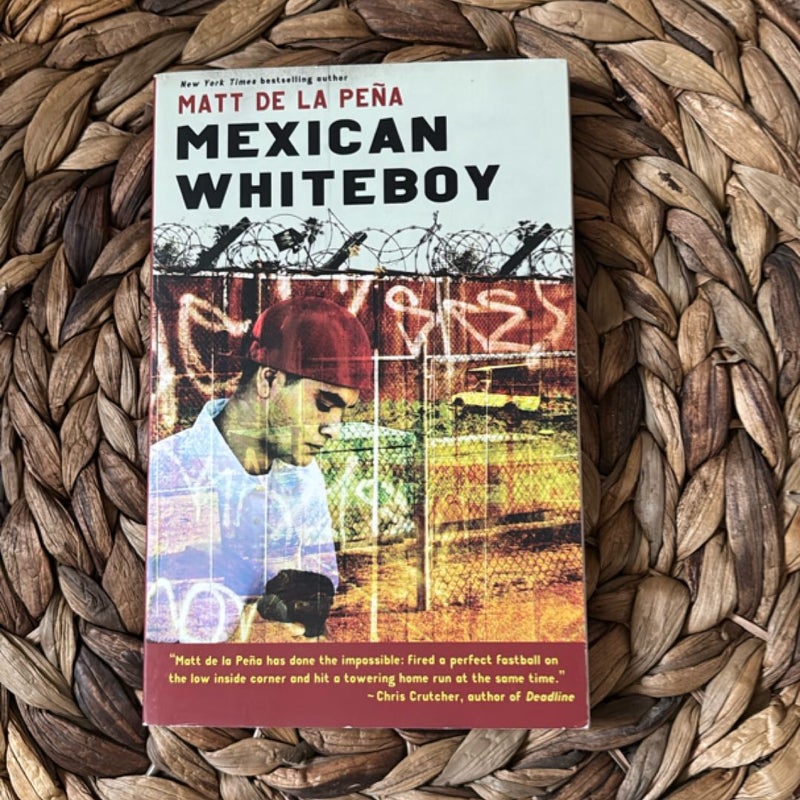 New York Times bestselling author
MATT DE LA PEÑA
MEXICAN
WHITEBOY
“Matt de la Peña has done the impossible: fired a perfect fastball on
the low inside corner and hit a towering home run at the same time.”
~Chris Crutcher, author of Deadline